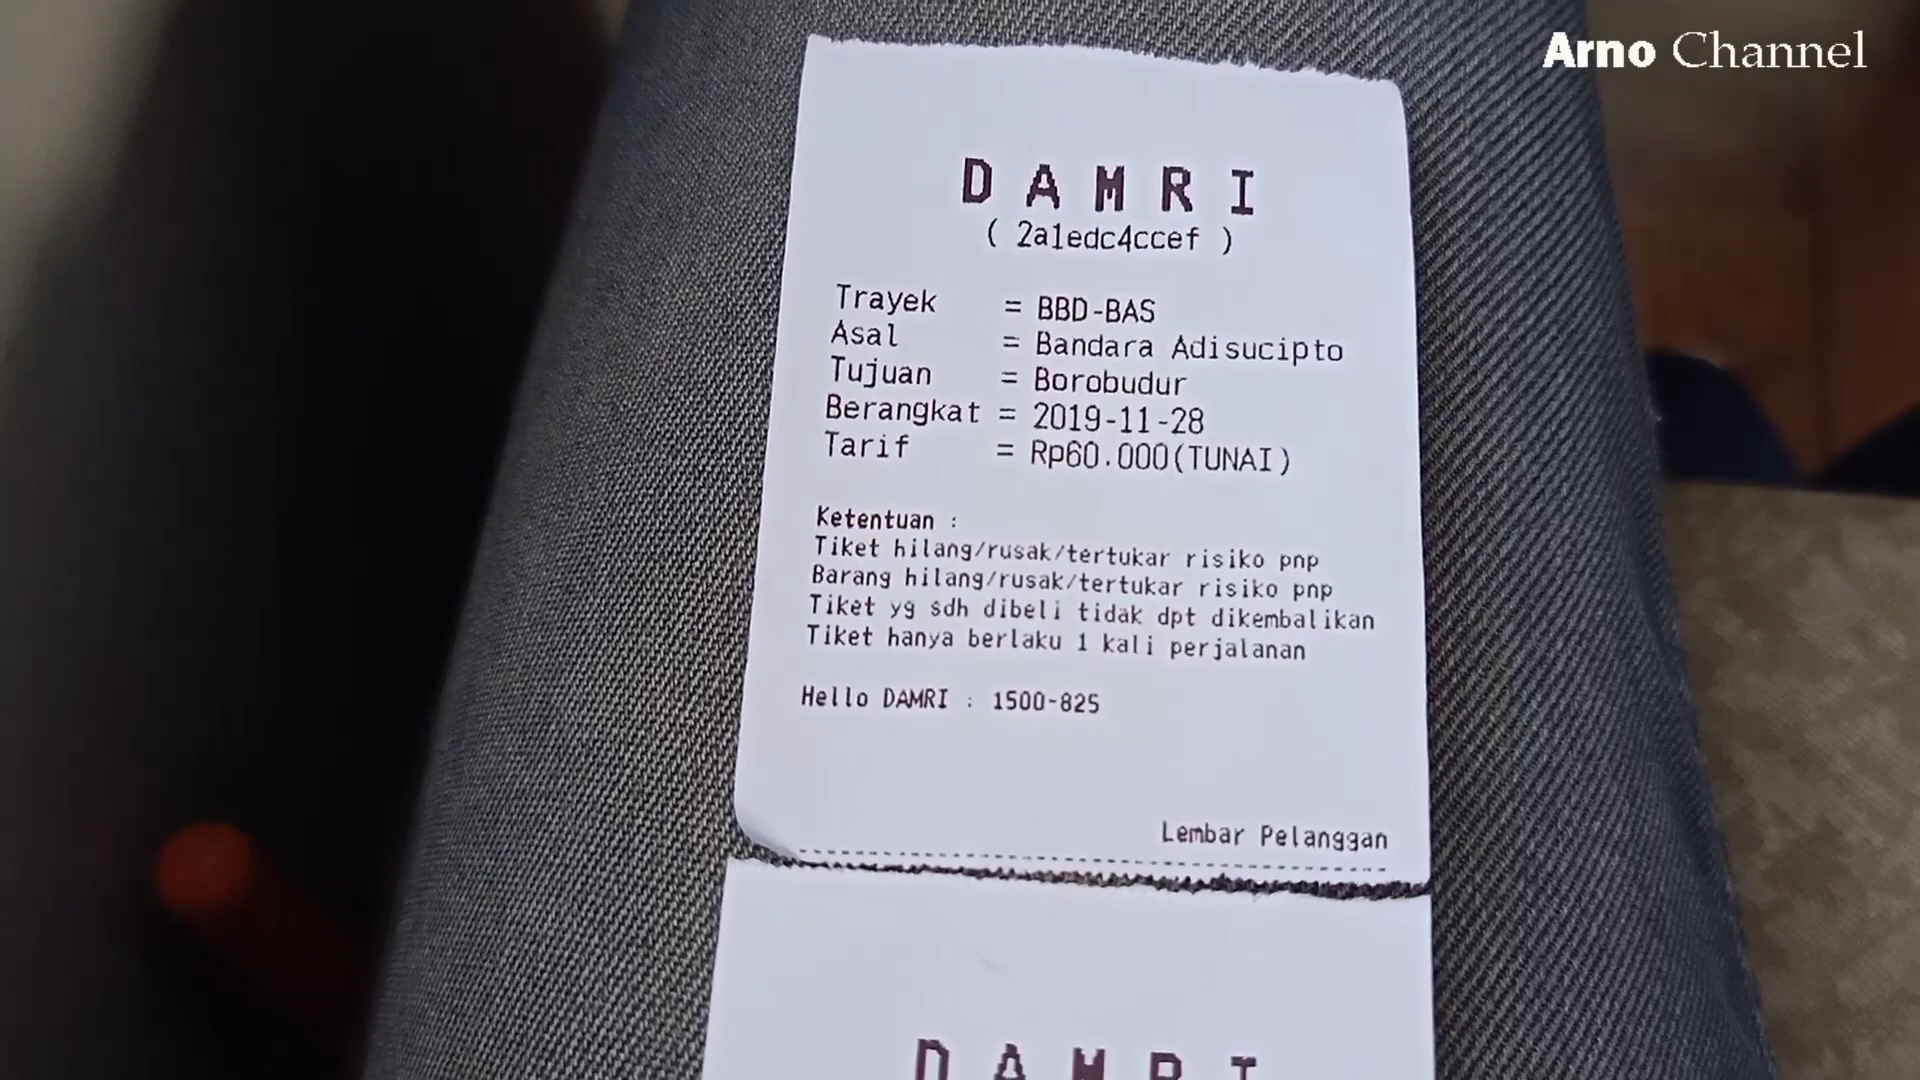 Arno Channel
D A M R I
( 2a1edc4ccef )
Trayek = BBD-BAS
Asal = Bandara Adisucipto
Tujuan = Borobudur
Berangkat = 2019-11-28
Tarif = Rp60.000(TUNAI)
Ketentuan :
Tiket hilang/rusak/tertukar risiko pnp
Barang hilang/rusak/tertukar risiko pnp
Tiket yg sdh dibeli tidak dpt dikembalikan
Tiket hanya berlaku 1 kali perjalanan
Hello DAMRI : 1500-825
Lembar Pelanggan
D A M R I